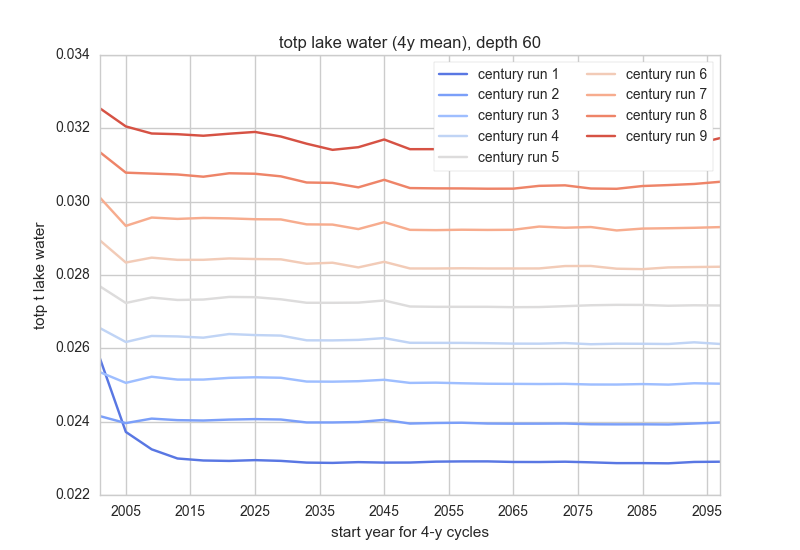 totp lake water (4y mean), depth 60
0.034
0.032
0.030
0.028
0.026
0.024
0.022
totp t lake water
century run 1
century run 2
century run 3
century run 4
century run 5
century run 6
century run 7
century run 8
century run 9
2005 2015 2025 2035 2045 2055 2065 2075 2085 2095
start year for 4-y cycles